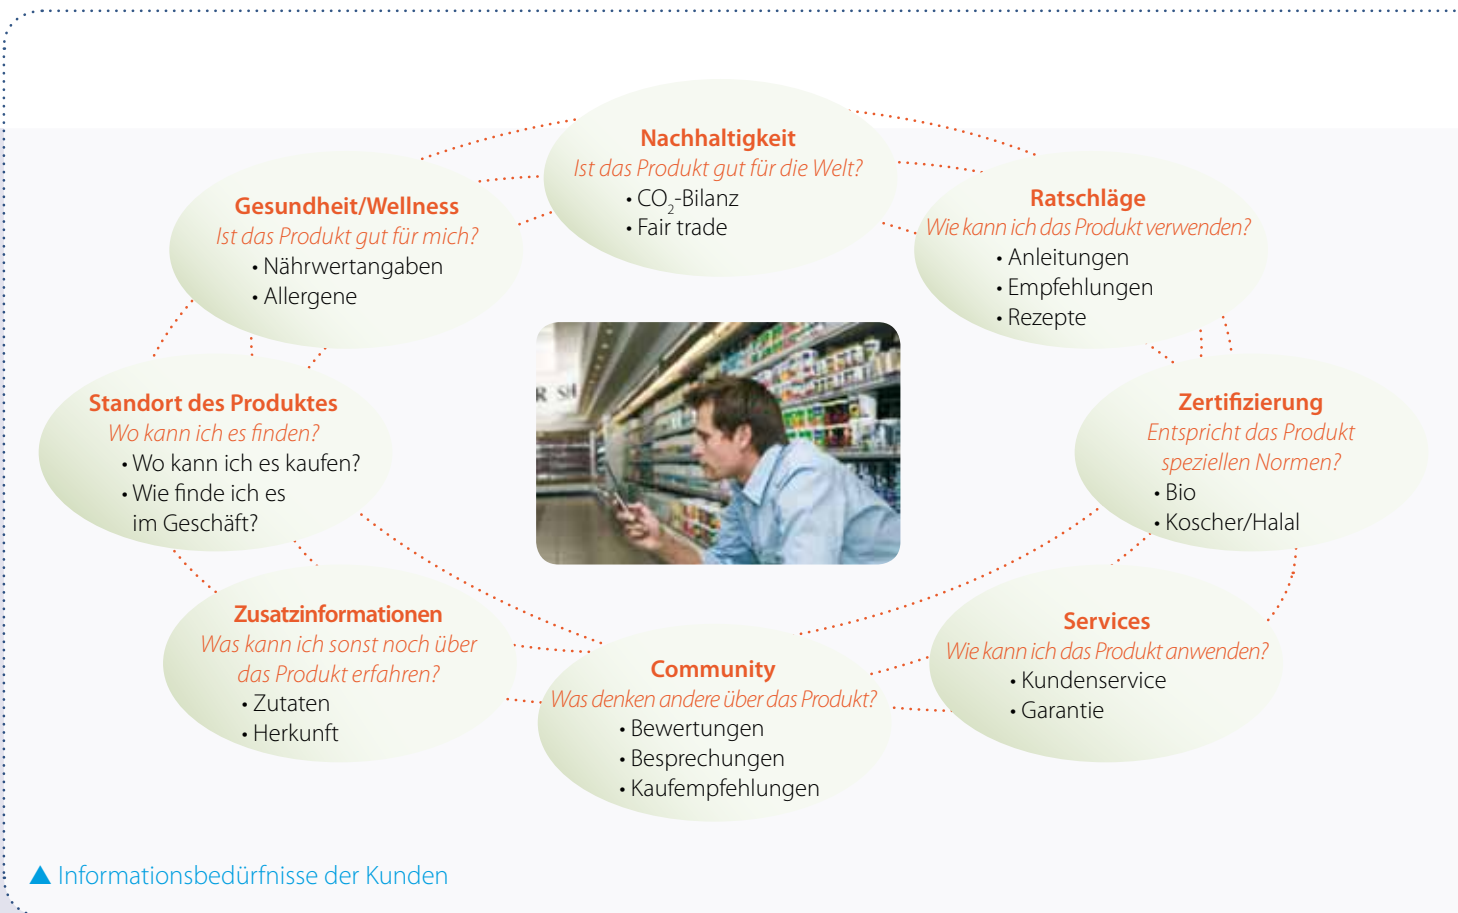 Nachhaltigkeit
Ist das Produkt gut für die Welt?
• CO₂-Bilanz
• Fair trade
Gesundheit/Wellness
Ist das Produkt gut für mich?
• Nährwertangaben
• Allergene
Ratschläge
Wie kann ich das Produkt verwenden?
• Anleitungen
• Empfehlungen
• Rezepte
Standort des Produktes
Wo kann ich es finden?
• Wo kann ich es kaufen?
• Wie finde ich es
im Geschäft?
Zertifizierung
Entspricht das Produkt
speziellen Normen?
• Bio
• Koscher/Halal
Zusatzinformationen
Was kann ich sonst noch über
das Produkt erfahren?
• Zutaten
• Herkunft
Community
Was denken andere über das Produkt?
• Bewertungen
• Besprechungen
• Kaufempfehlungen
Services
Wie kann ich das Produkt anwenden?
• Kundenservice
• Garantie
▲ Informationsbedürfnisse der Kunden